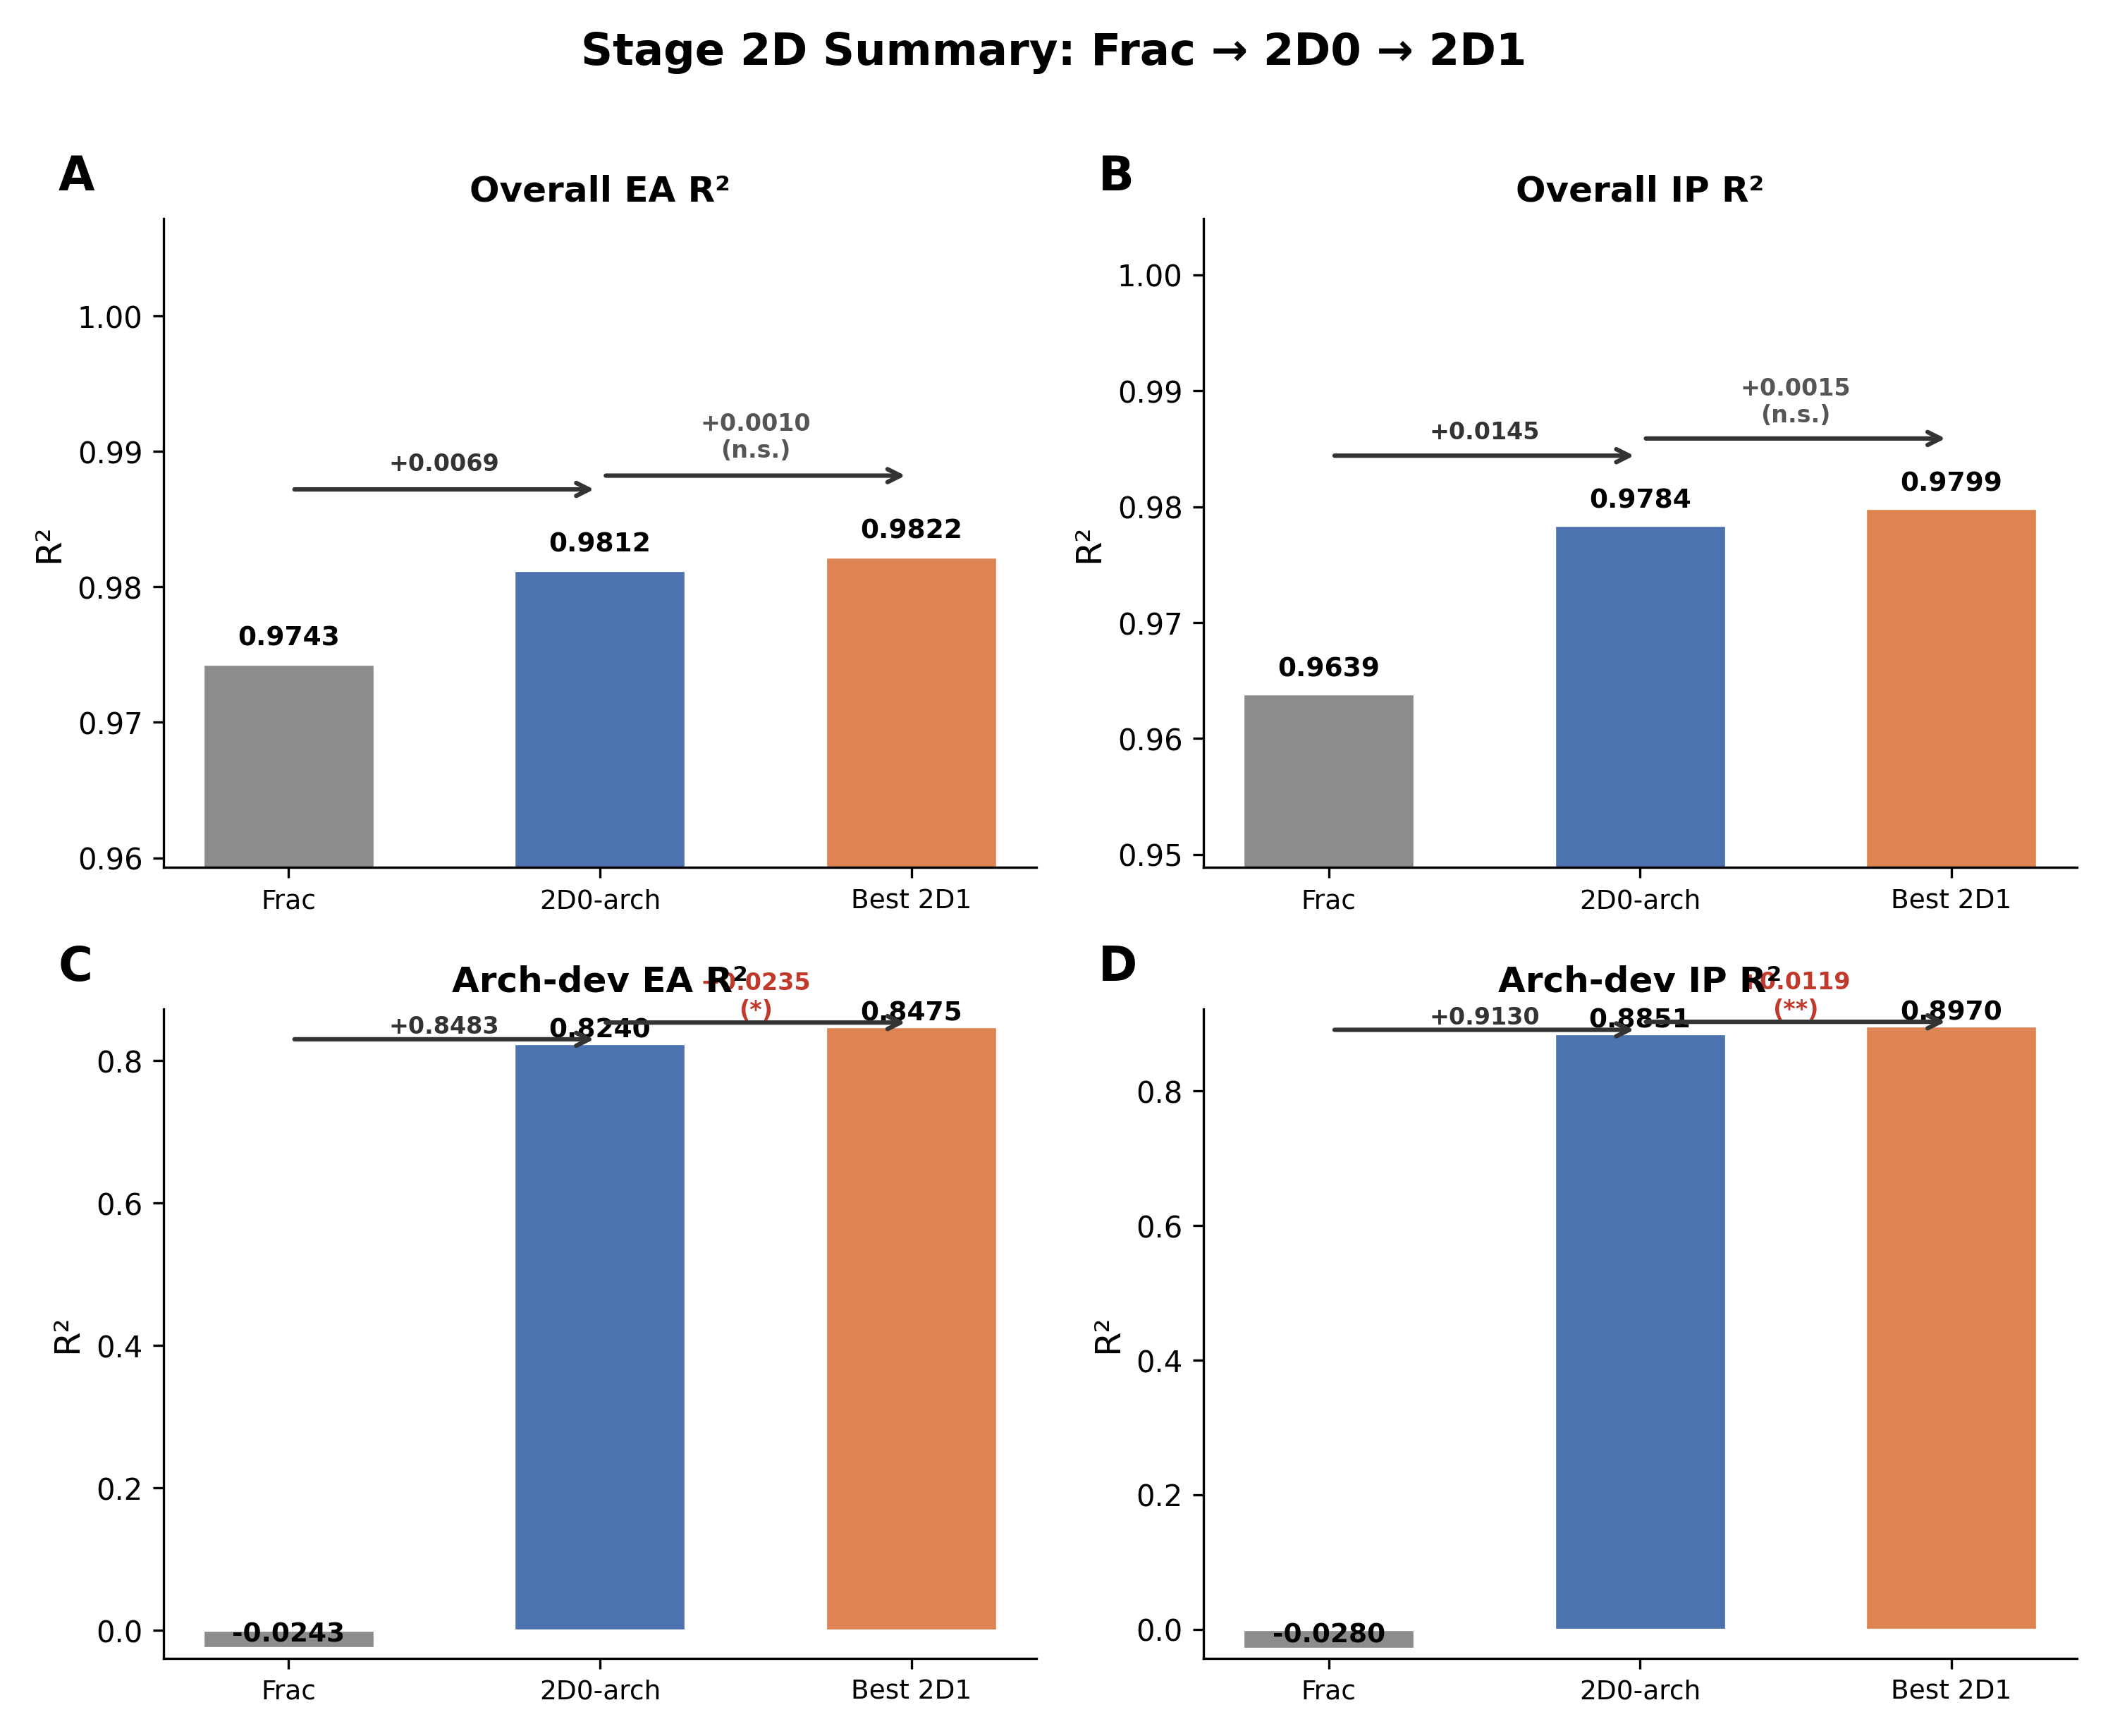 Stage 2D Summary: Frac → 2D0 → 2D1
A
Overall EA R²
R²
1.00
0.99
0.98
0.97
0.96
+0.0069
+0.0010
(n.s.)
0.9743
0.9812
0.9822
Frac
2D0-arch
Best 2D1
B
Overall IP R²
R²
1.00
0.99
0.98
0.97
0.96
0.95
+0.0145
+0.0015
(n.s.)
0.9639
0.9784
0.9799
Frac
2D0-arch
Best 2D1
C
Arch-dev EA R²
R²
0.8
0.6
0.4
0.2
0.0
+0.8483
+0.0235
(*)
-0.0243
0.8240
0.8475
Frac
2D0-arch
Best 2D1
D
Arch-dev IP R²
R²
0.8
0.6
0.4
0.2
0.0
+0.9130
+0.0119
(**)
-0.0280
0.8851
0.8970
Frac
2D0-arch
Best 2D1